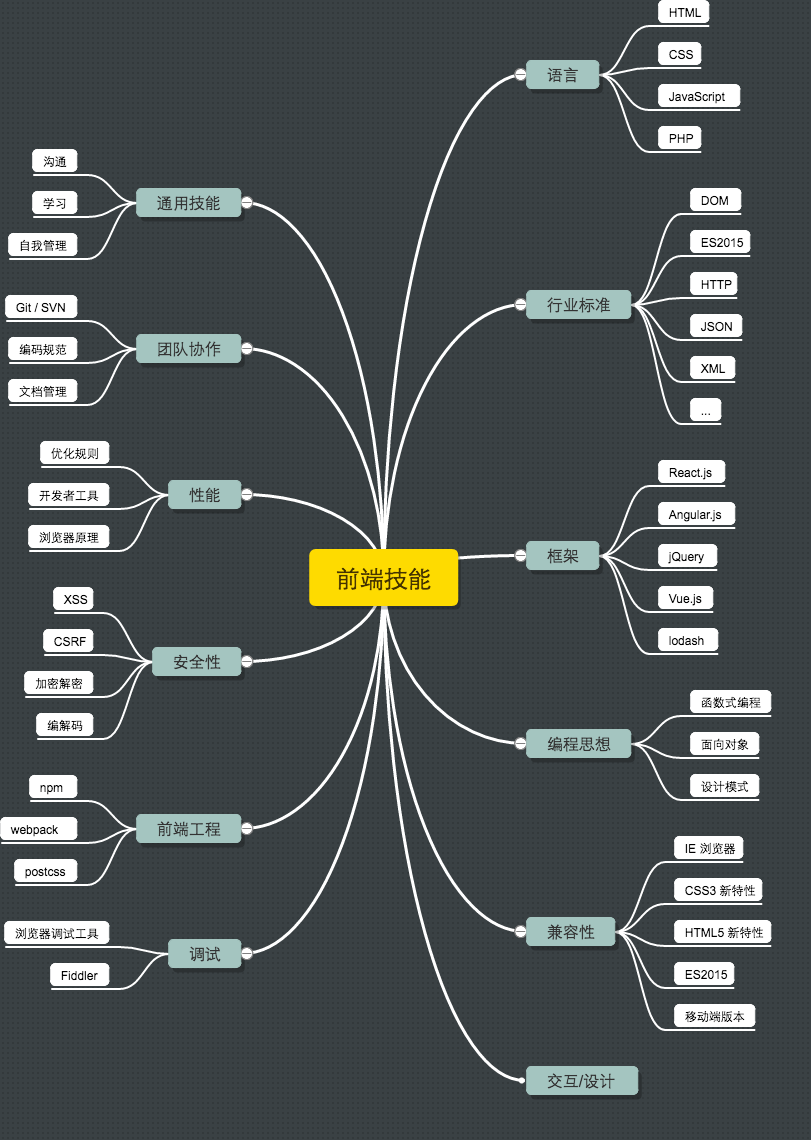 前端技能
语言
HTML
CSS
JavaScript
PHP
行业标准
DOM
ES2015
HTTP
JSON
XML
...
框架
React.js
Angular.js
jQuery
Vue.js
lodash
编程思想
函数式编程
面向对象
设计模式
兼容性
IE 浏览器
CSS3 新特性
HTML5 新特性
ES2015
移动端版本
交互/设计
通用技能
沟通
学习
自我管理
团队协作
Git / SVN
编码规范
文档管理
性能
优化规则
开发者工具
浏览器原理
安全性
XSS
CSRF
加密解密
编解码
前端工程
npm
webpack
postcss
调试
浏览器调试工具
Fiddler